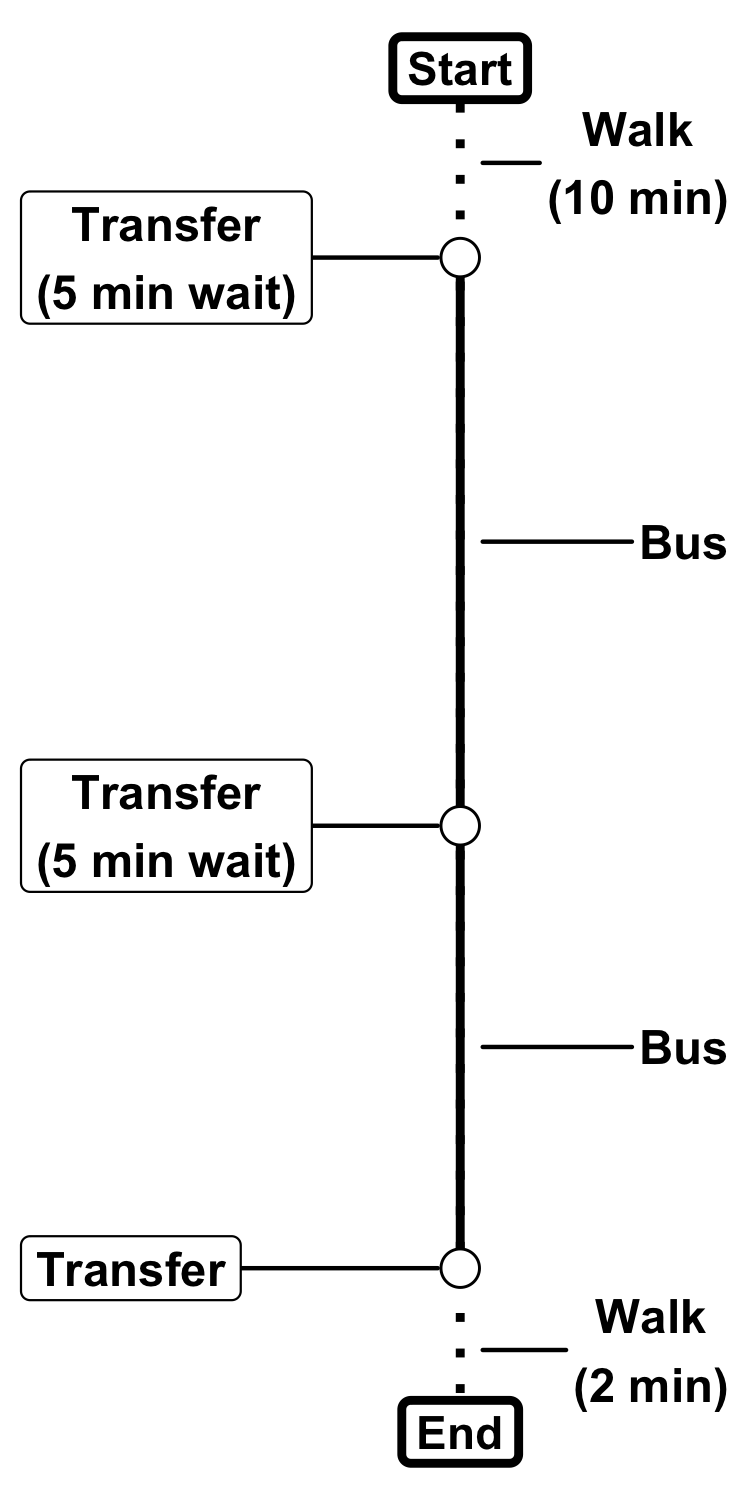 Start
Walk
(10 min)
Transfer
(5 min wait)
Bus
Transfer
(5 min wait)
Bus
Transfer
Walk
(2 min)
End